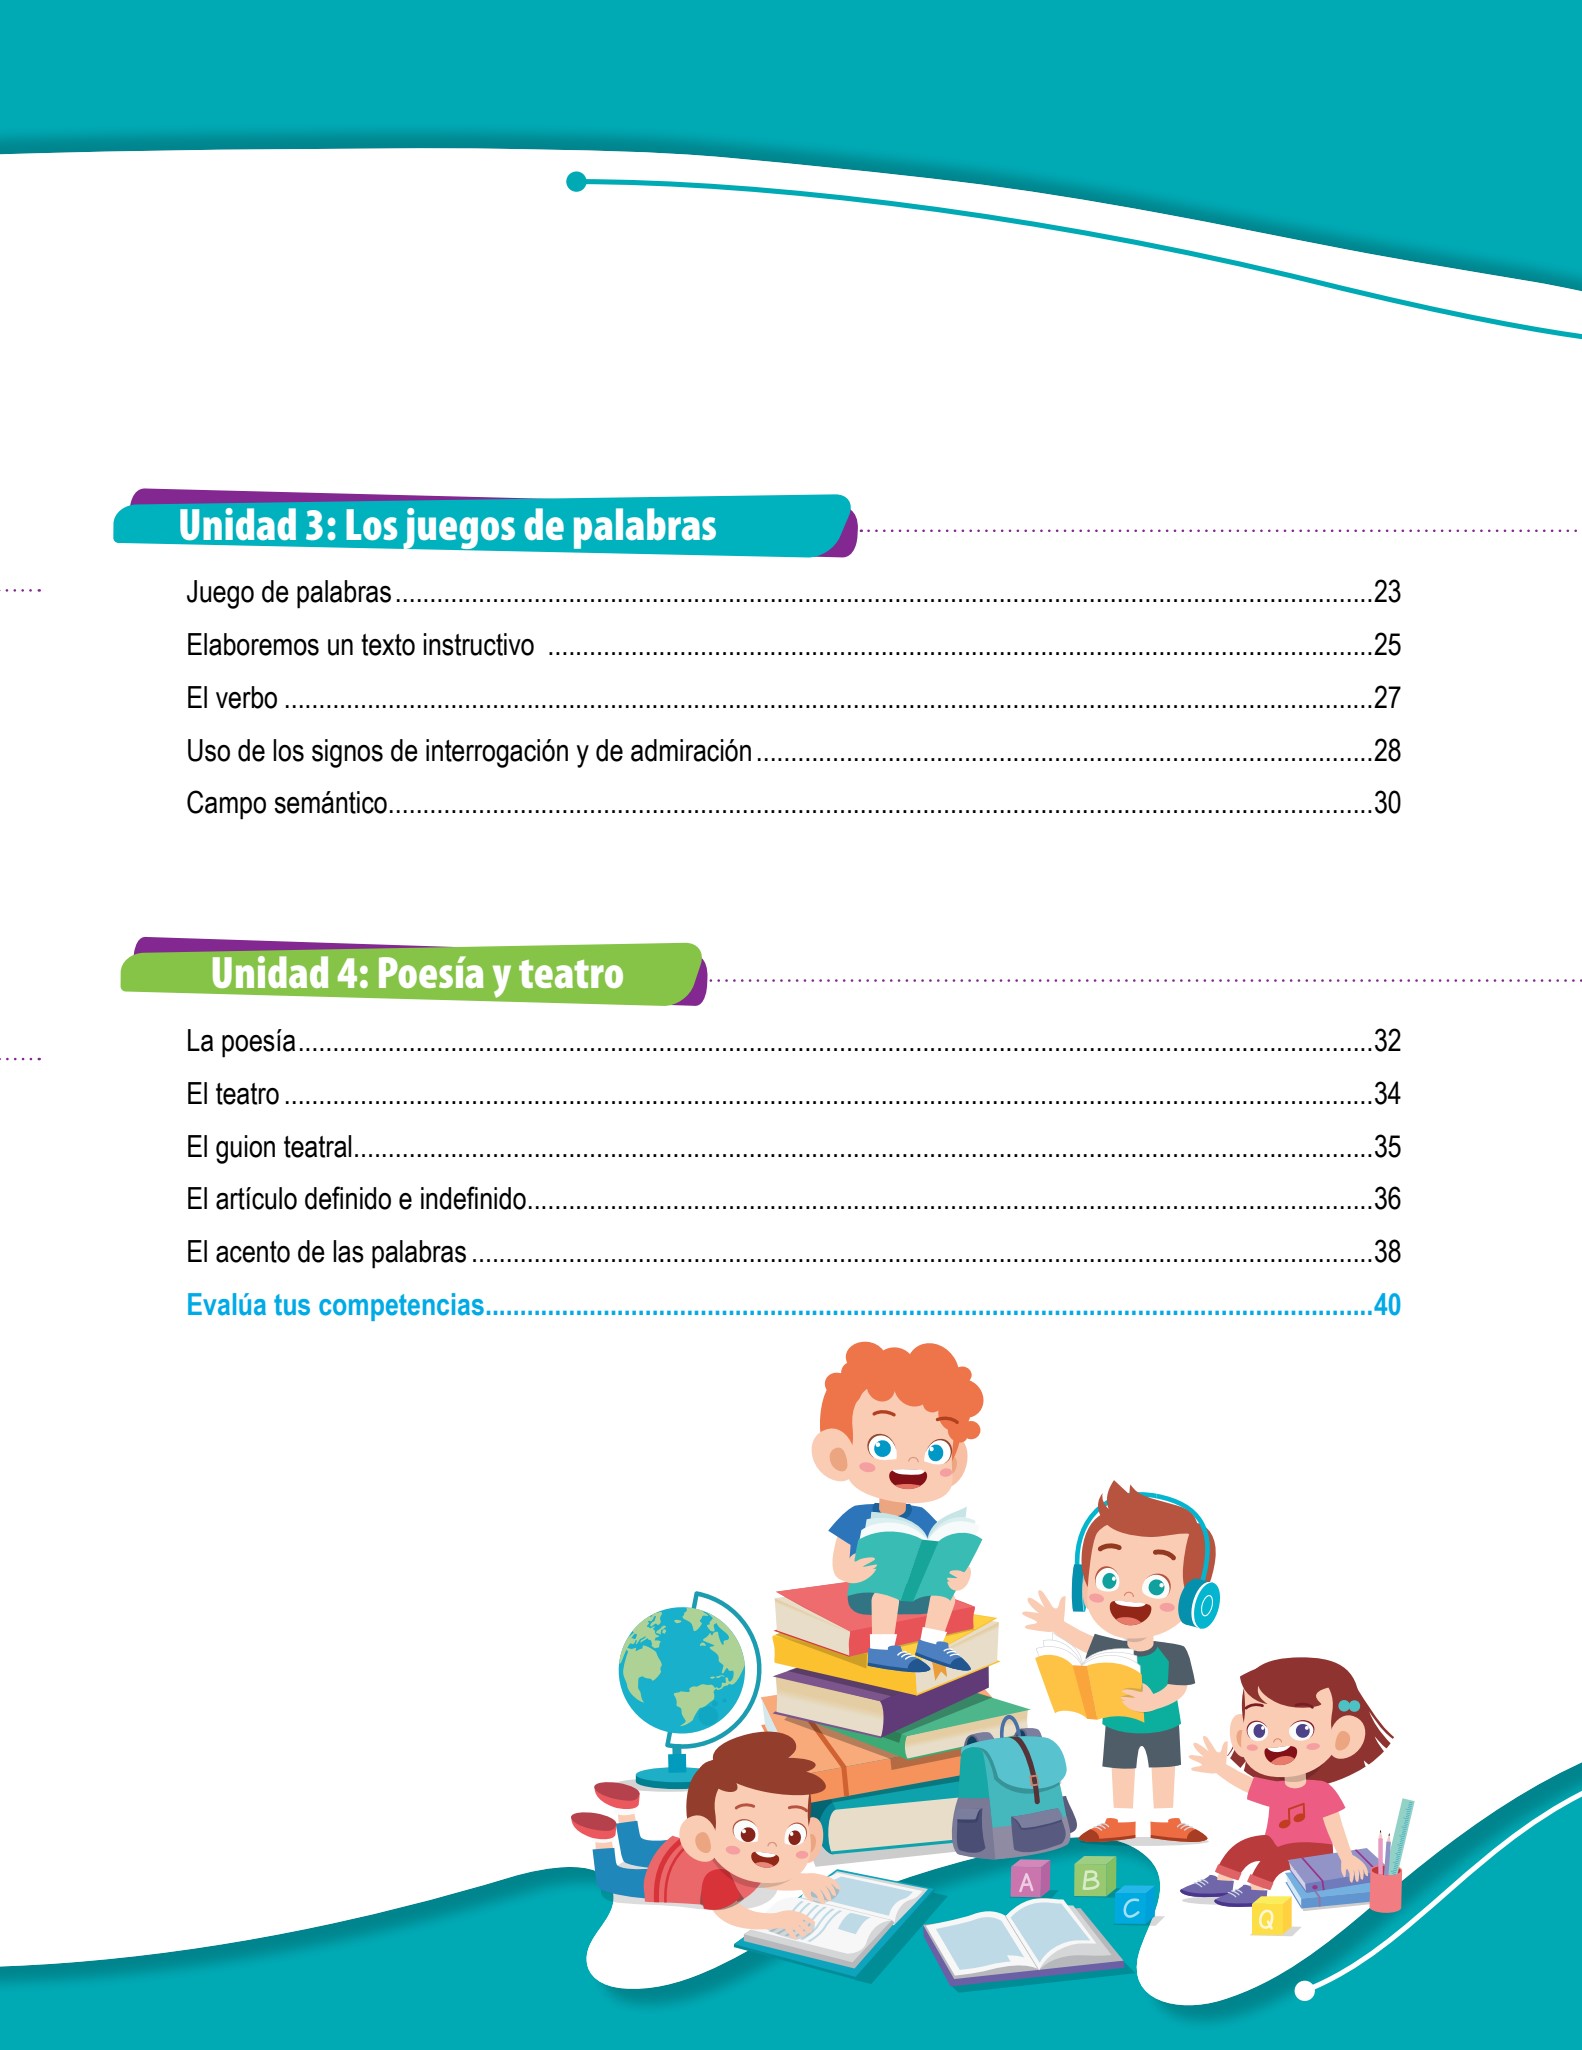 Unidad 3: Los juegos de palabras
Juego de palabras....................23
Elaboremos un texto instructivo ....................25
El verbo ....................27
Uso de los signos de interrogación y de admiración....................28
Campo semántico....................30
Unidad 4: Poesía y teatro
La poesía....................32
El teatro ....................34
El guion teatral....................35
El artículo definido e indefinido....................36
El acento de las palabras ....................38
Evalúa tus competencias....................40
A
B
C
Q